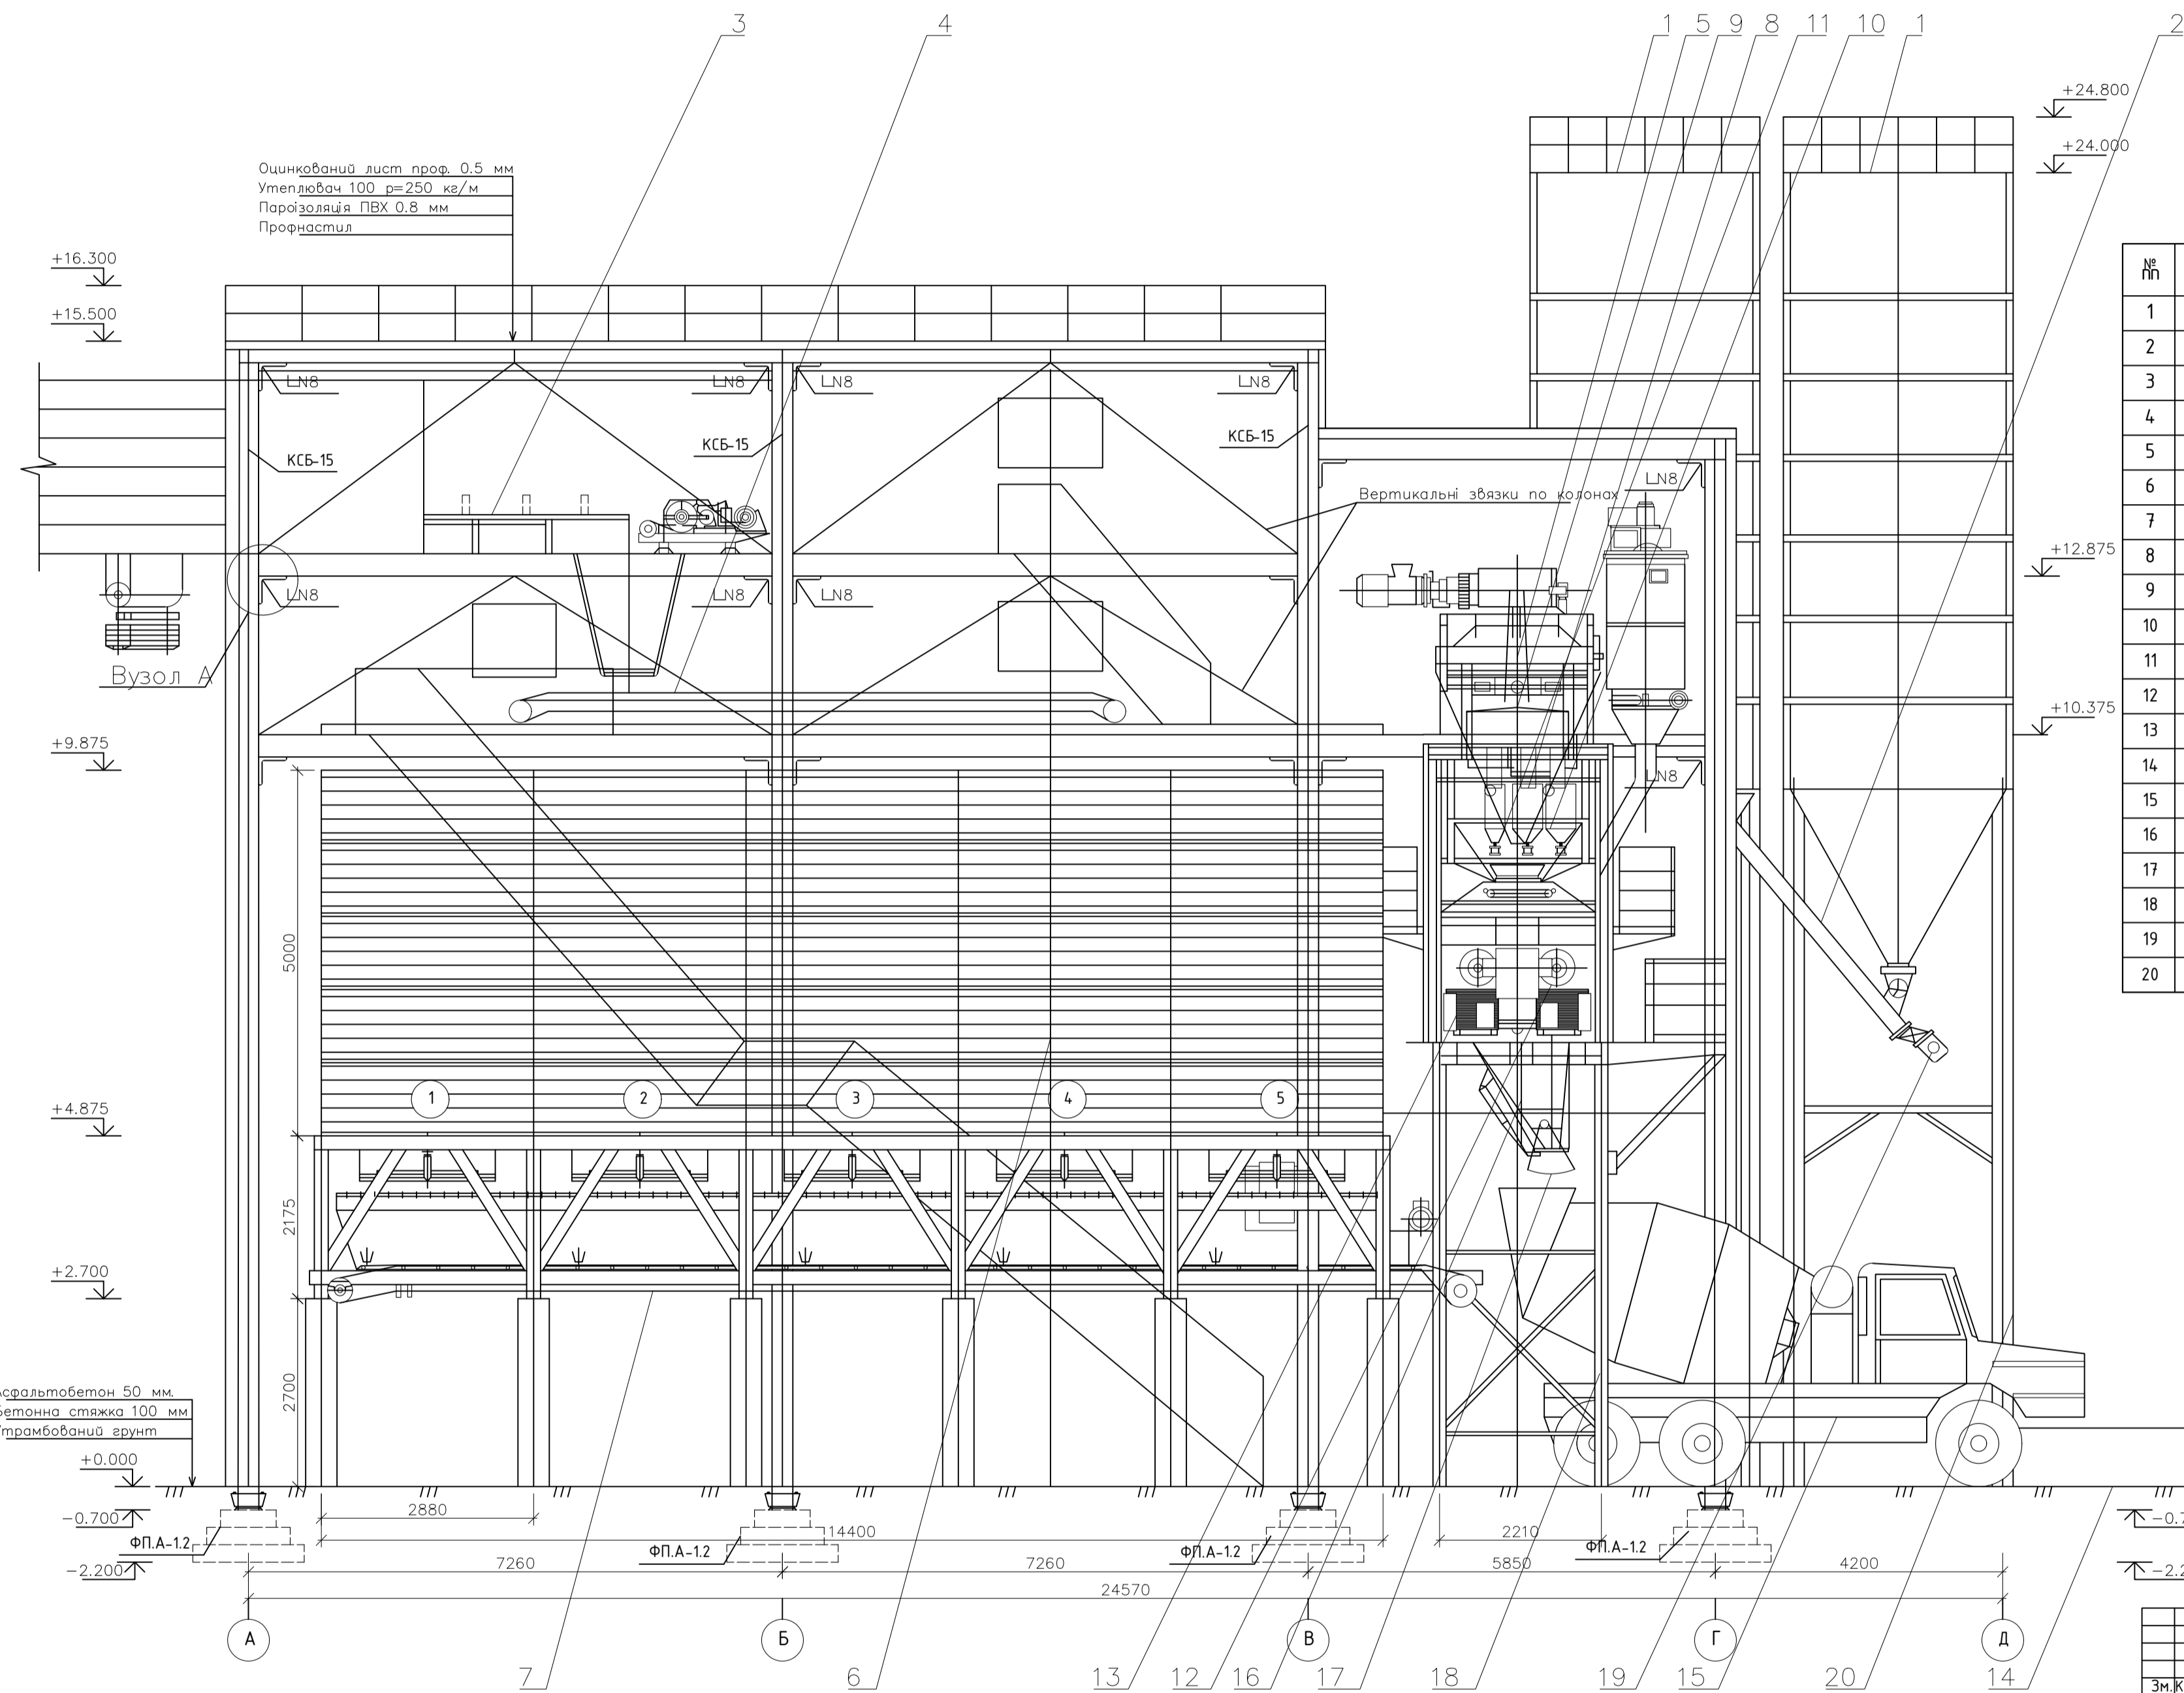 3
4
1
5
9
8
11
10
1
2
+24.800
+24.000
Оцинкований лист проф. 0.5 мм
Утеплювач 100 р=250 кг/м
Пароізоляція ПВХ 0.8 мм
Профнастил
+16.300
+15.500
№ пп
1
2
3
4
5
6
7
8
9
10
11
12
13
14
15
16
17
18
19
20
LN8
LN8
LN8
LN8
КСБ-15
КСБ-15
КСБ-15
LN8
Вертикальні звязки по колонах
+12.875
LN8
LN8
LN8
Вузол А
+10.375
+9.875
LN8
5000
+4.875
1
2
3
4
5
2175
+2.700
2700
Асфальтобетон 50 мм.
Бетонна стяжка 100 мм
Утрамбований грунт
+0.000
-0.700
-2.200
ФП.А-1.2
ФП.А-1.2
ФП.А-1.2
ФП.А-1.2
2880
14400
2210
7260
7260
5850
4200
24570
А
Б
В
Г
Д
7
6
13
12
16
17
18
19
15
20
14
Зм.